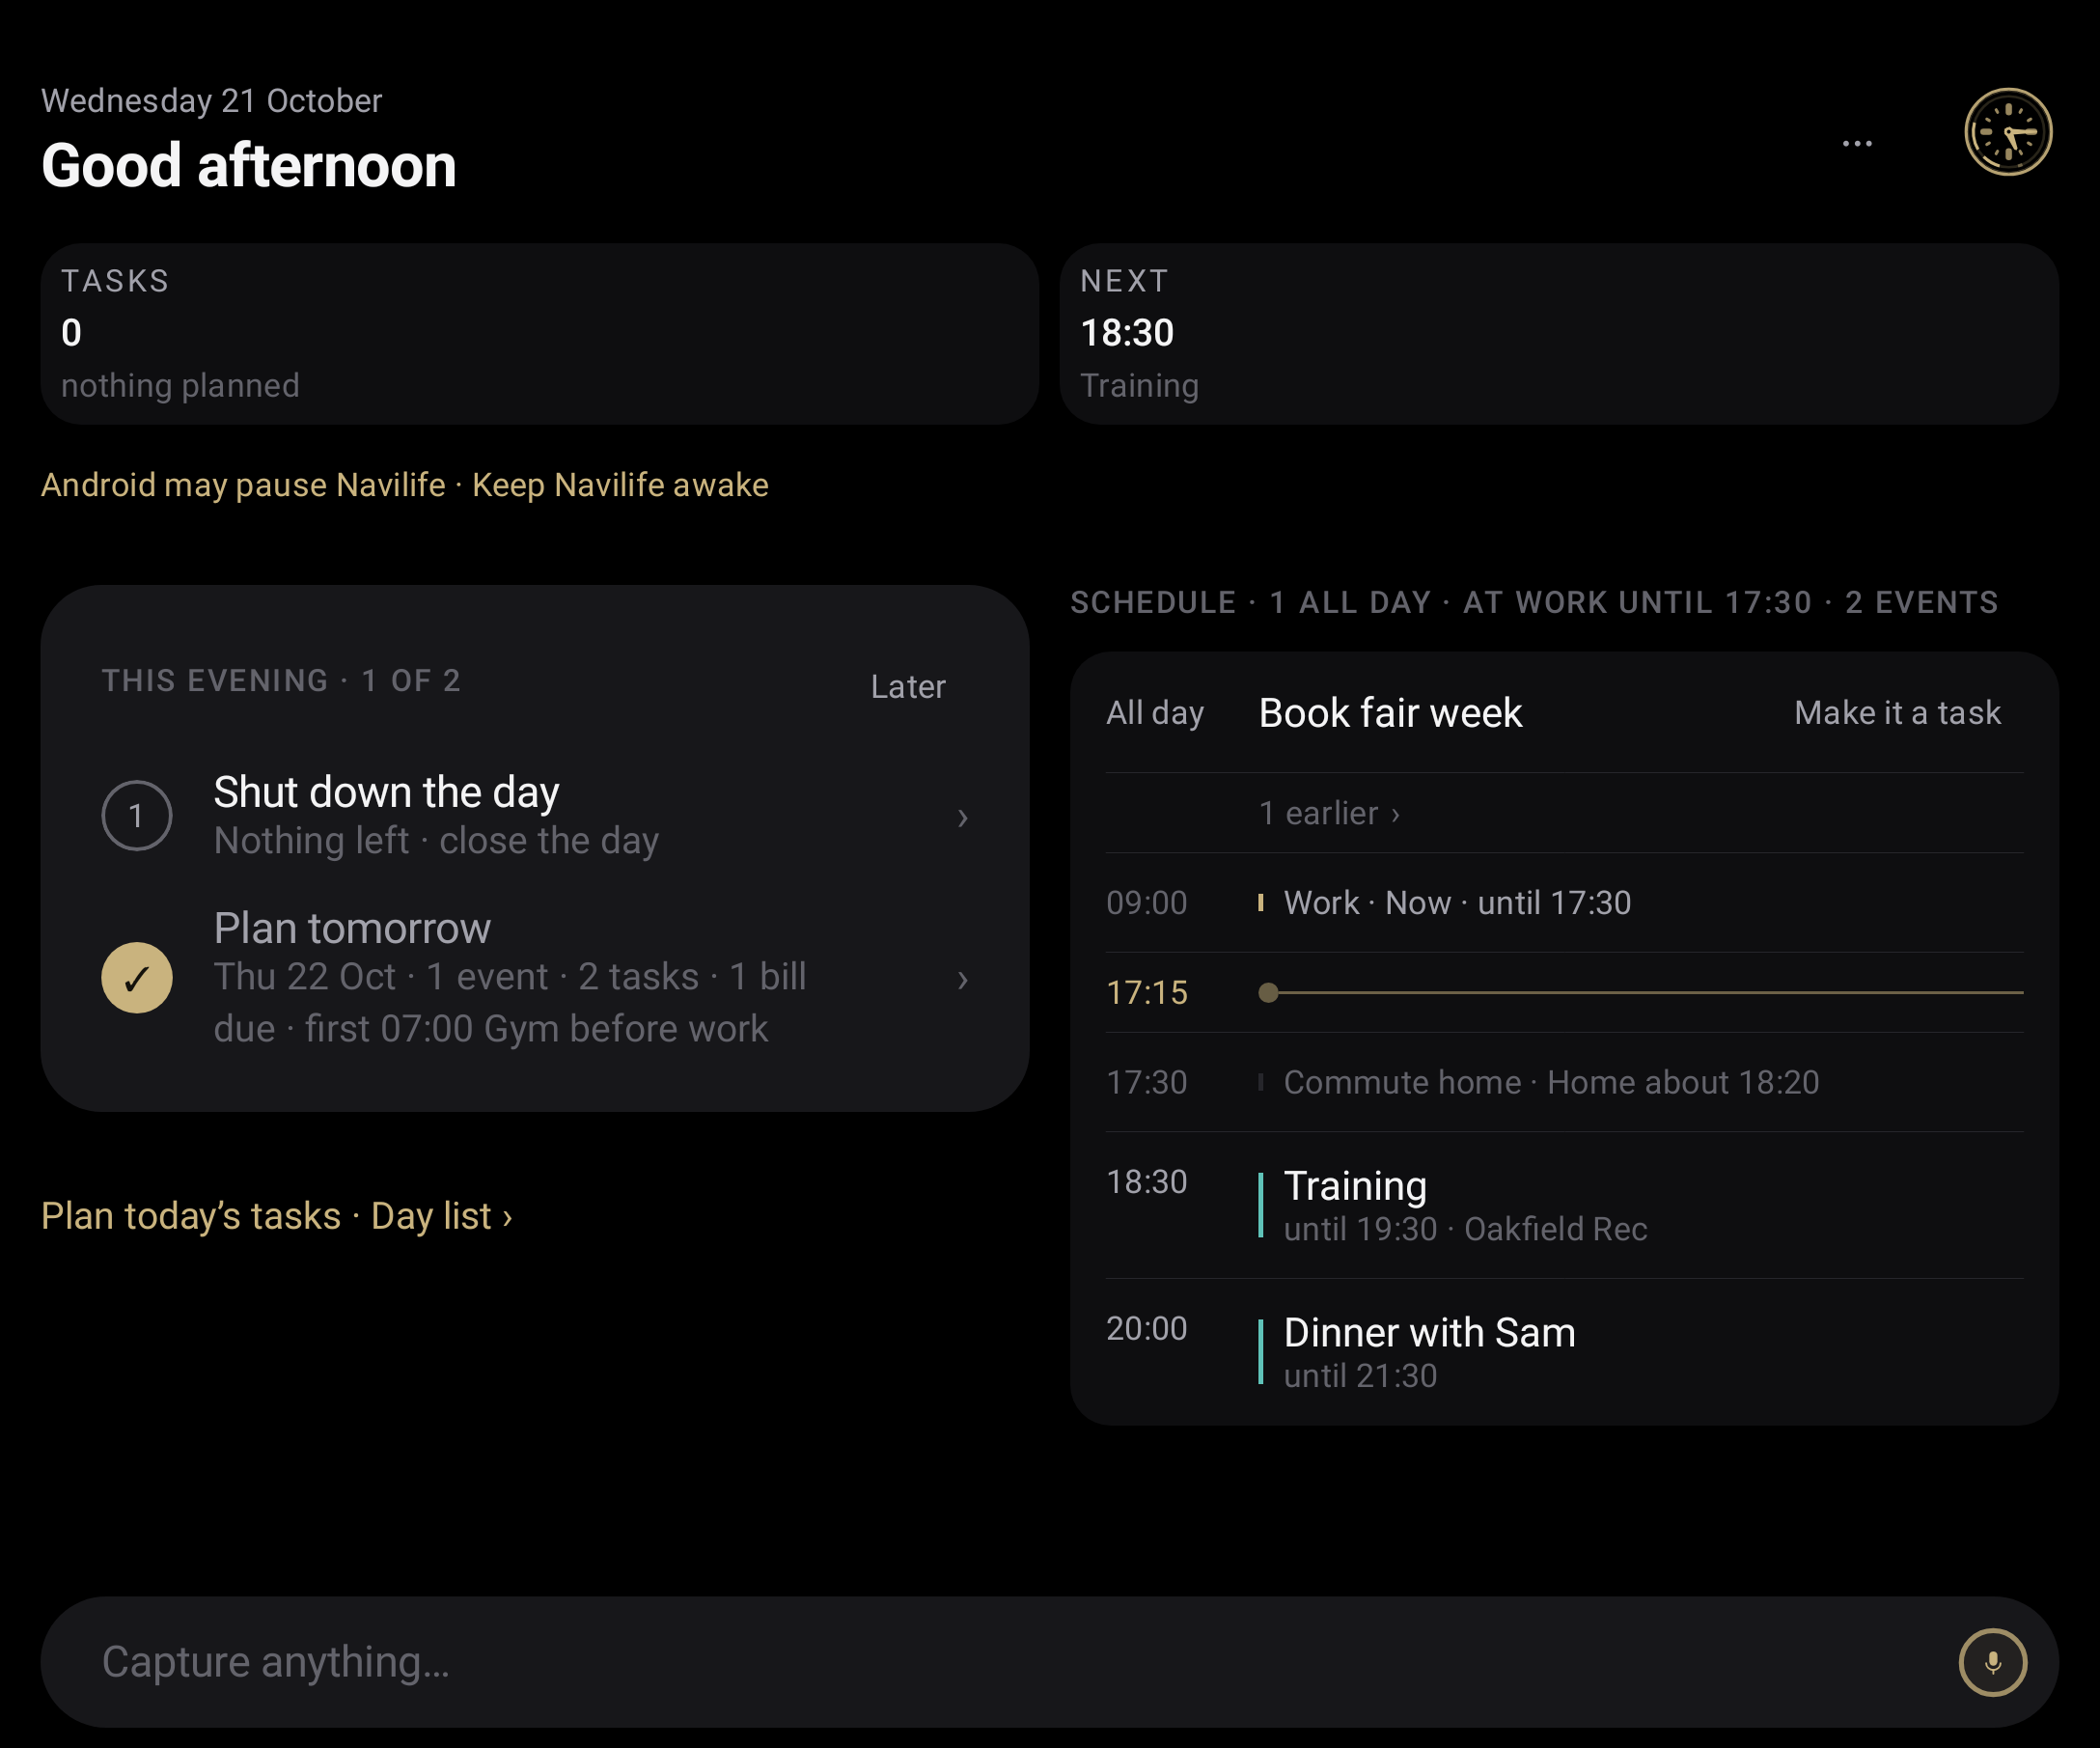 Wednesday 21 October
Good afternoon
...
TASKS
0
nothing planned
NEXT
18:30
Training
Android may pause Navilife · Keep Navilife awake
THIS EVENING · 1 OF 2
Later
1
Shut down the day
Nothing left · close the day
›
✓
Plan tomorrow
Thu 22 Oct · 1 event · 2 tasks · 1 bill
due · first 07:00 Gym before work
›
Plan today’s tasks · Day list ›
SCHEDULE · 1 ALL DAY · AT WORK UNTIL 17:30 · 2 EVENTS
All day Book fair week Make it a task
1 earlier ›
09:00 Work · Now · until 17:30
17:15
17:30 Commute home · Home about 18:20
18:30 Training
until 19:30 · Oakfield Rec
20:00 Dinner with Sam
until 21:30
Capture anything…